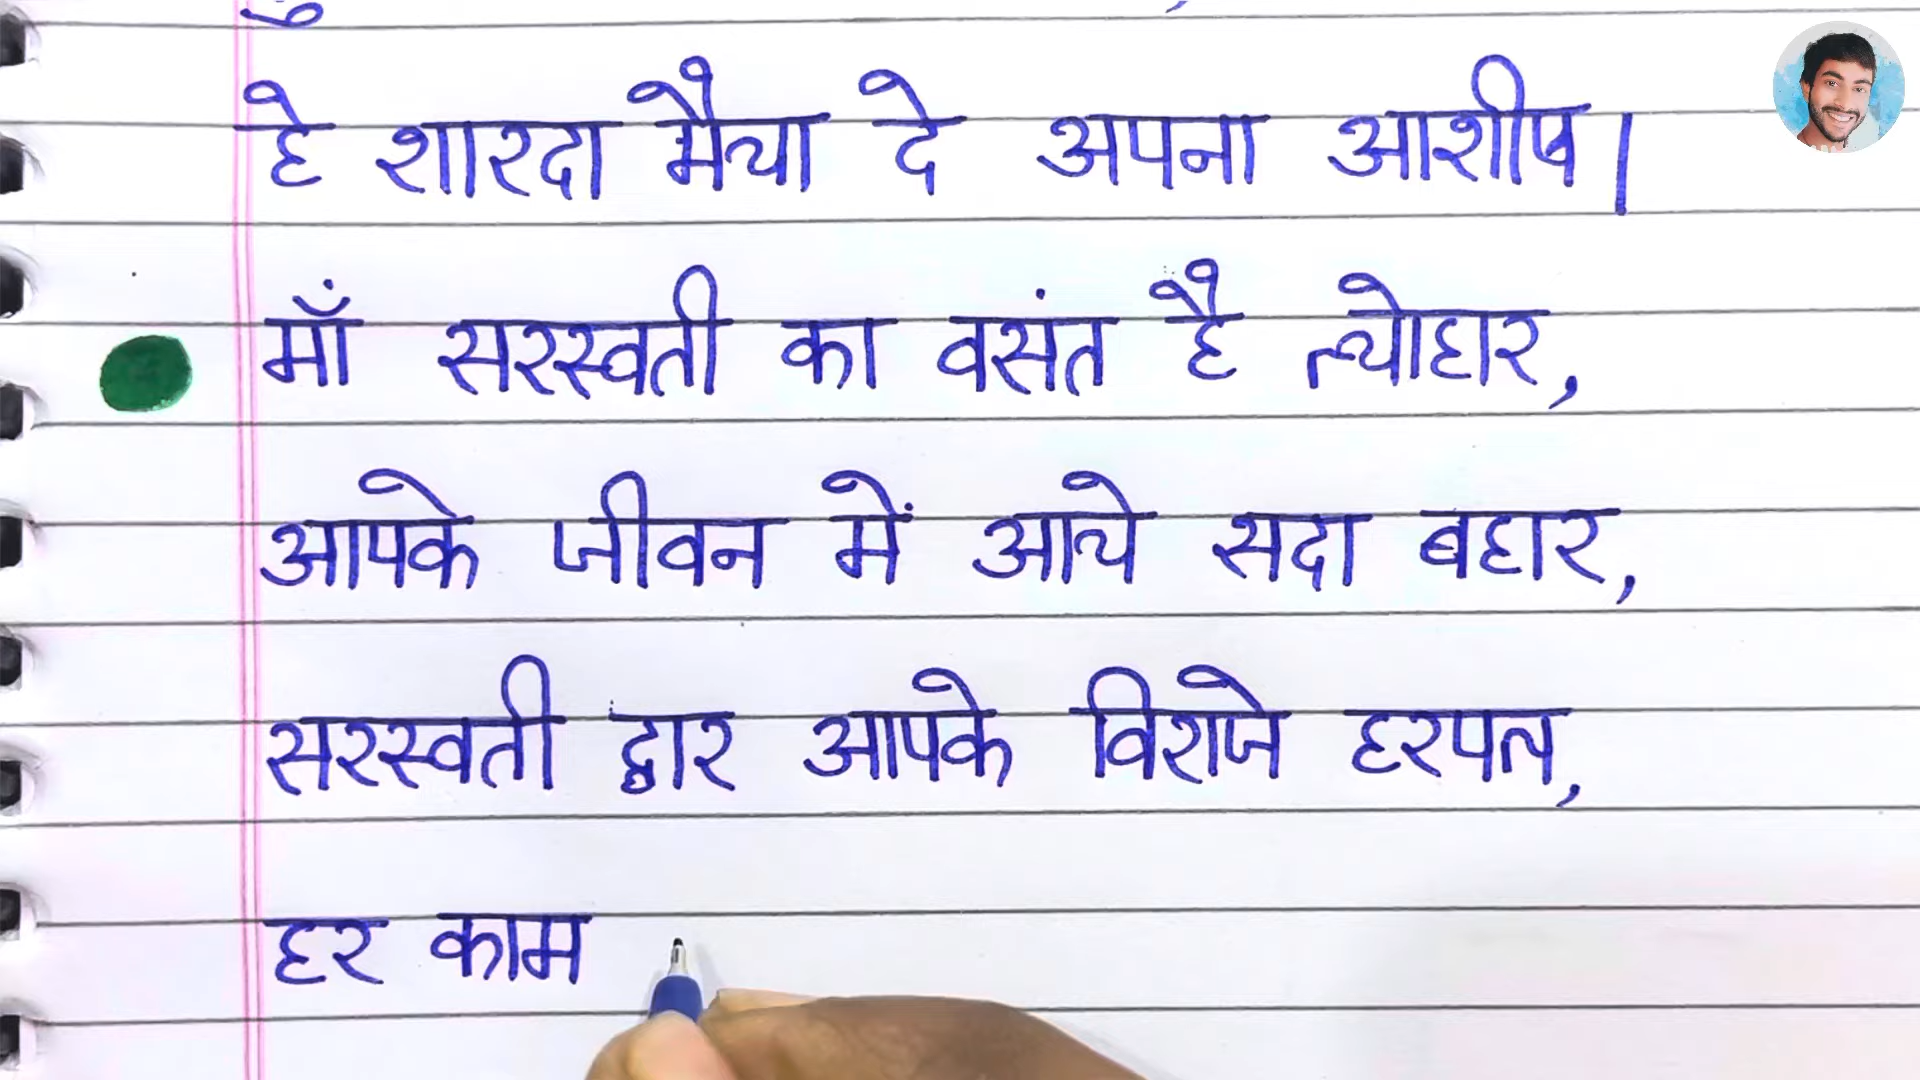 हे शारदा मैया दे अपना आशीष।
माँ सरस्वती का वसंत है त्योहार,
आपके जीवन में आये सदा बहार,
सरस्वती द्वार आपके विराजे हरपल,
हर काम